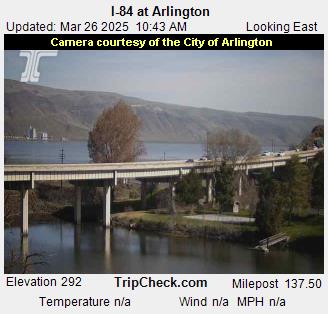 I-84 at Arlington
Updated: Mar 26 2025 10:43 AM Looking East
Camera courtesy of the City of Arlington
Elevation 292 TripCheck.com Milepost 137.50
Temperature n/a Wind n/a MPH n/a